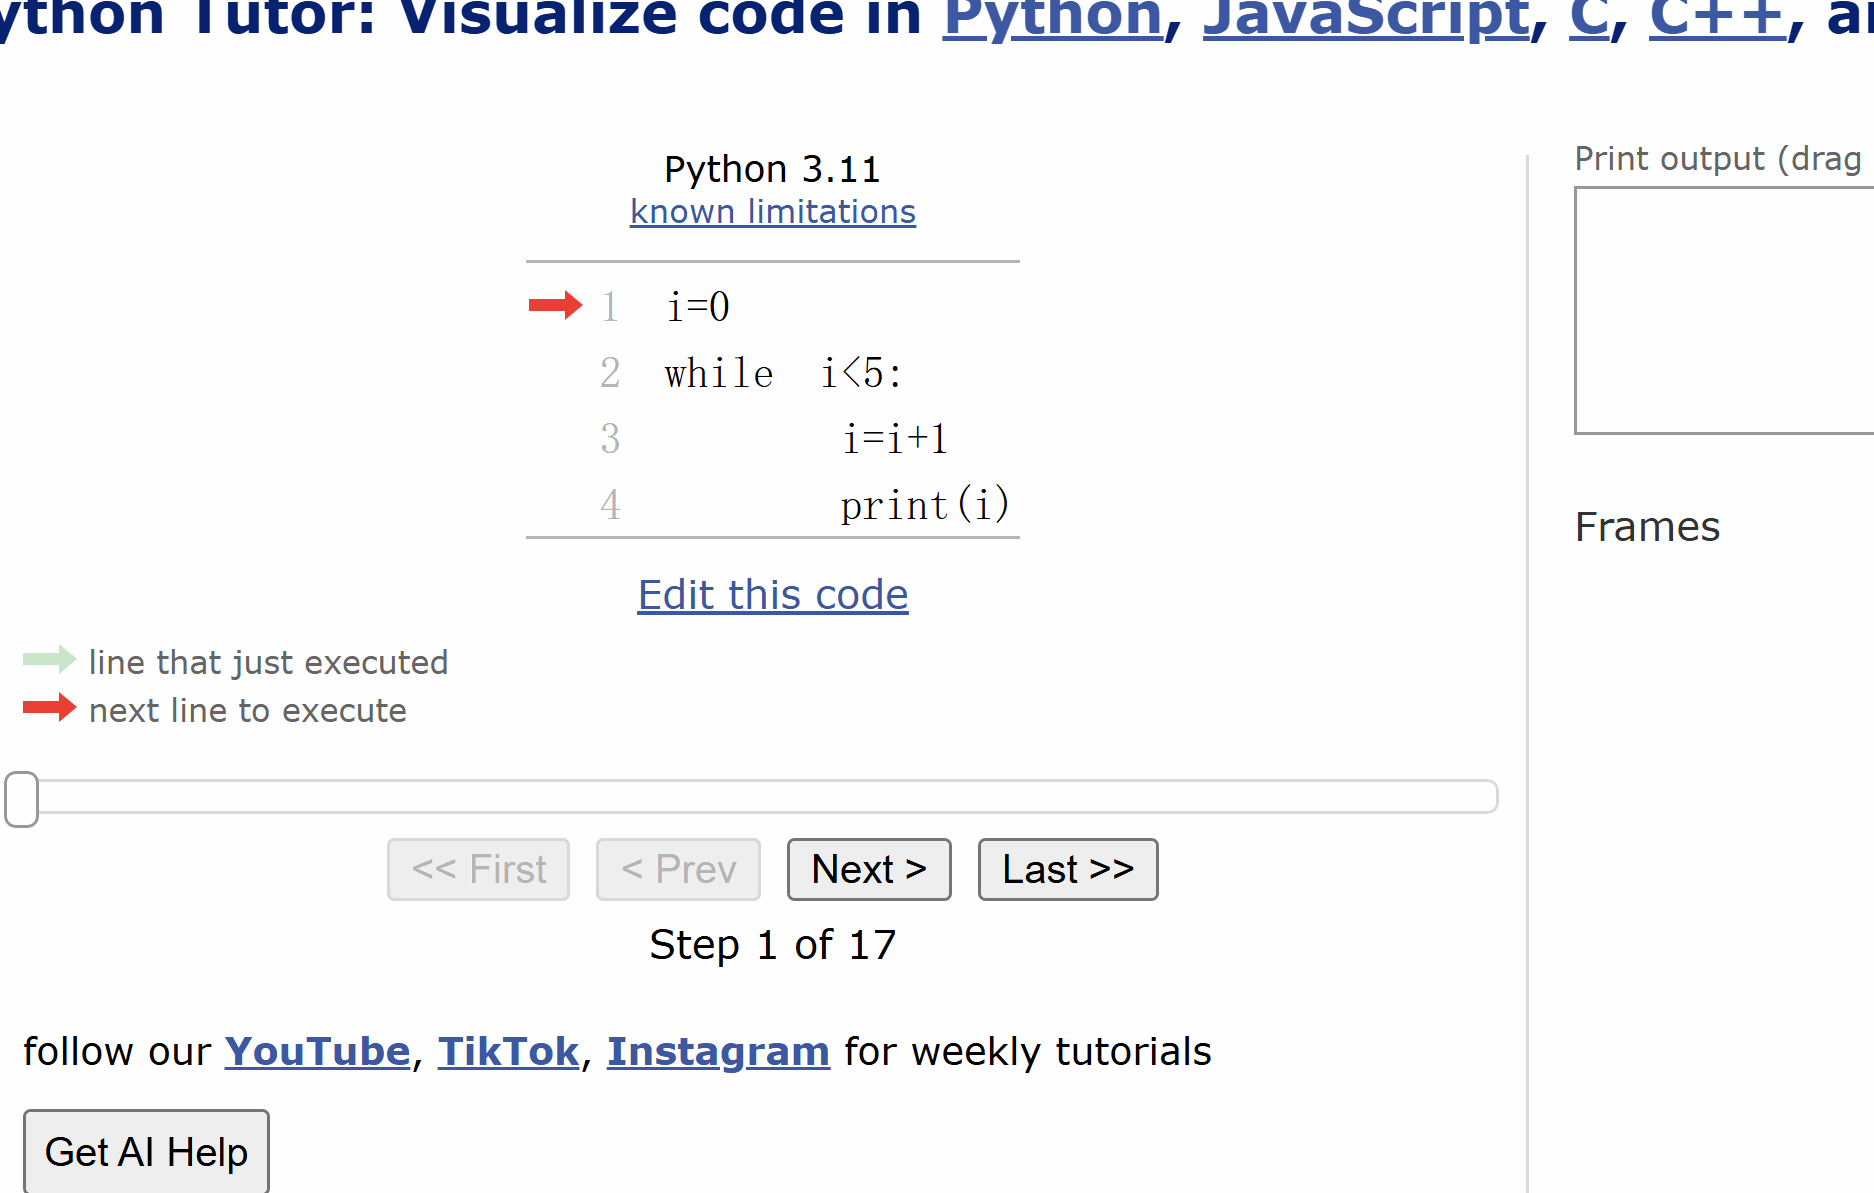 ython Tutor: Visualize code in Python, JavaScript, C, C++, a
Python 3.11
known limitations
1 i=0
2 while  i<5:
3         i=i+1
4         print(i)
Edit this code
line that just executed
next line to execute
<< First < Prev Next > Last >>
Step 1 of 17
follow our YouTube, TikTok, Instagram for weekly tutorials
Get AI Help
Print output (drag
Frames